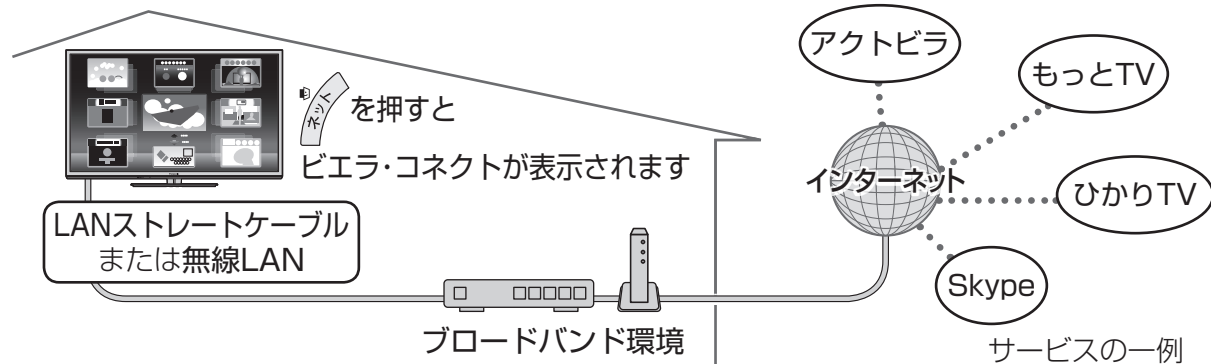 ネット
を押すと
ビエラ・コネクトが表示されます
LANストレートケーブル
または無線LAN
ブロードバンド環境
インターネット
アクトビラ
もっとTV
ひかりTV
Skype
サービスの一例